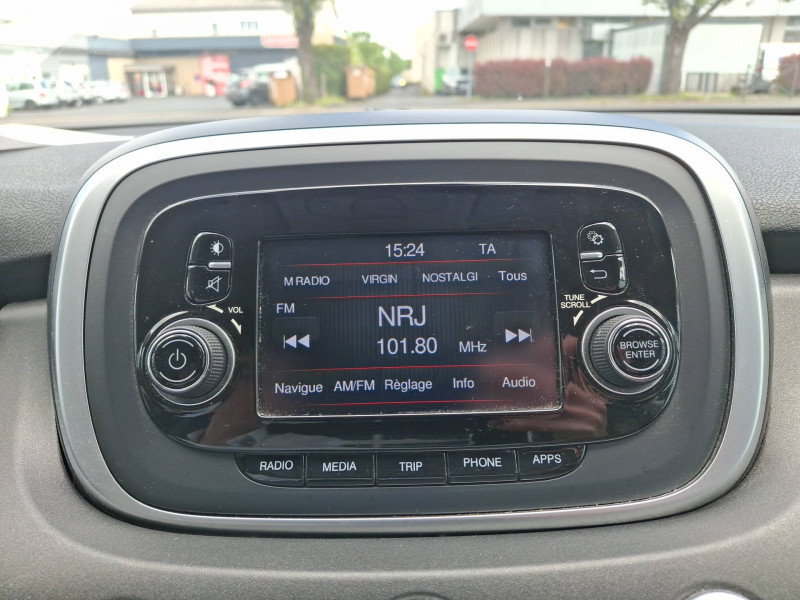 15:24 TA
M RADIO VIRGIN NOSTALGI Tous
FM
NRJ
101.80 MHz
Navigue AM/FM Règlage Info Audio
VOL
TUNE
SCROLL
BROWSE
ENTER
RADIO MEDIA TRIP PHONE APPS